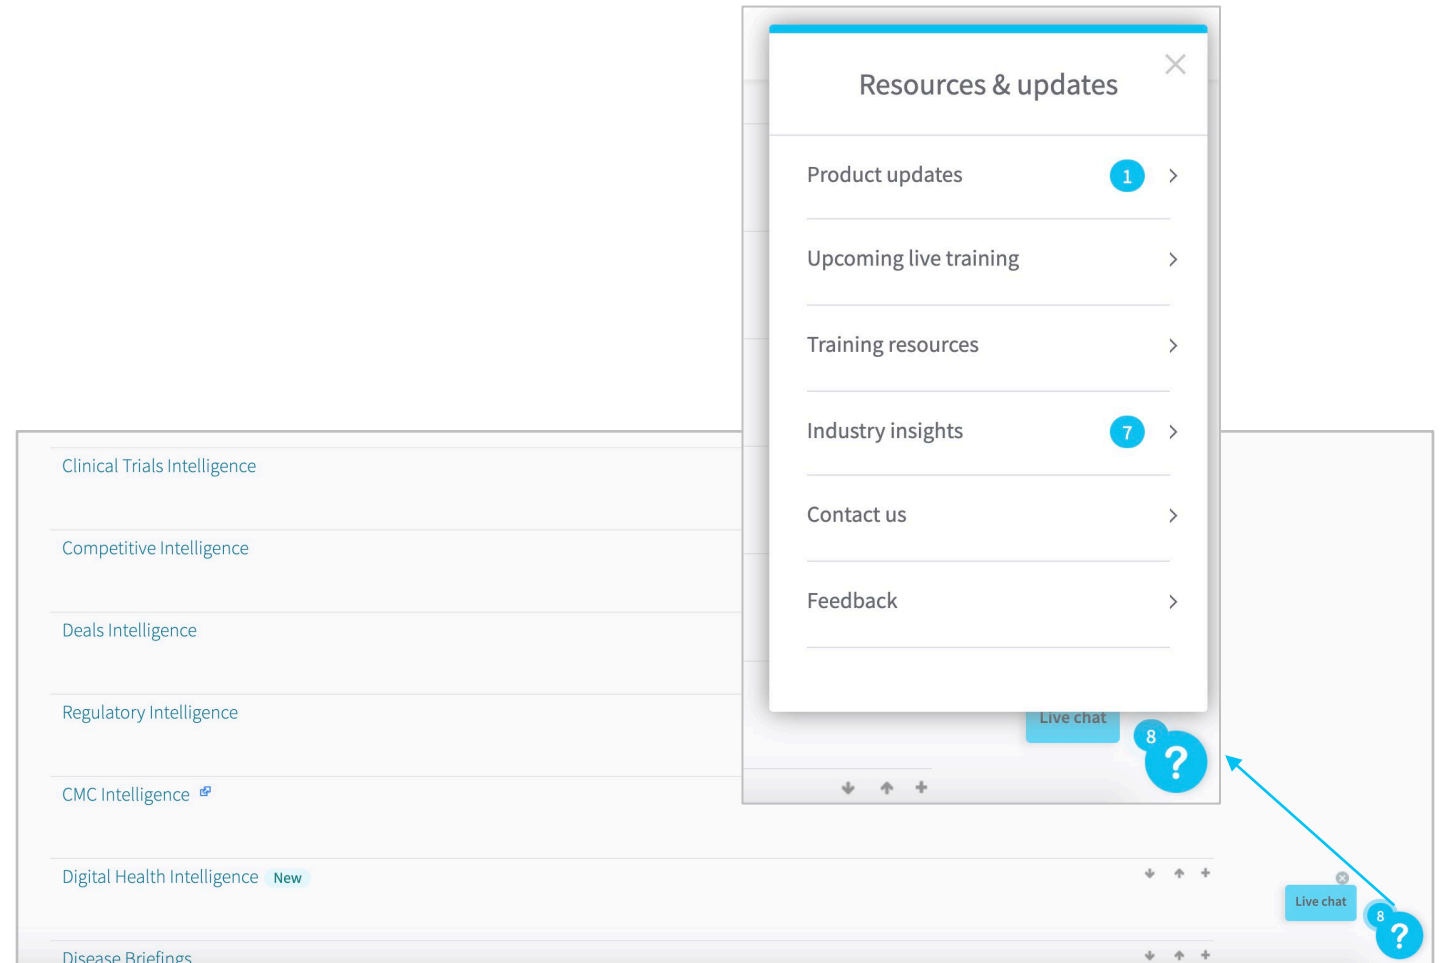 Resources & updates
Product updates 1
Upcoming live training
Training resources
Industry insights 7
Contact us
Feedback
Live chat
8
?
Clinical Trials Intelligence
Competitive Intelligence
Deals Intelligence
Regulatory Intelligence
CMC Intelligence
Digital Health Intelligence New
Live chat
8
?
Disease Briefings